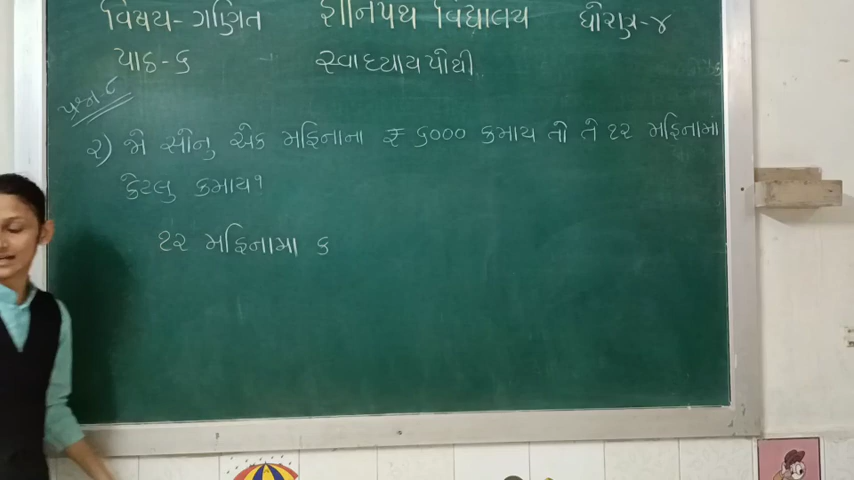 વિષય- ગણિત જ્ઞાનપથ વિદ્યાલય ધોરણ-૪
પાઠ-૬ સ્વાધ્યાયપોથી
પ્રશ્ન-૮
૨) જો સોનુ એક મહિનાના ₹ ૬૦૦૦ કમાય તો તે ૧૨ મહિનામા
કેટલુ કમાય?
૧૨ મહિનામા ક